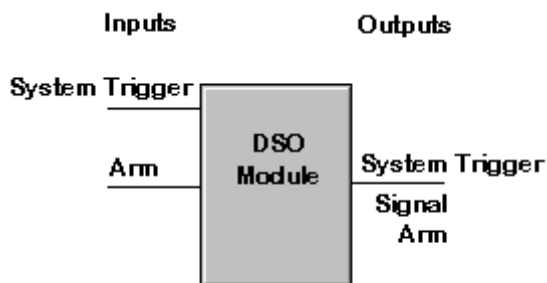 Inputs
Outputs
System Trigger
DSO
Module
Arm
System Trigger
Signal
Arm